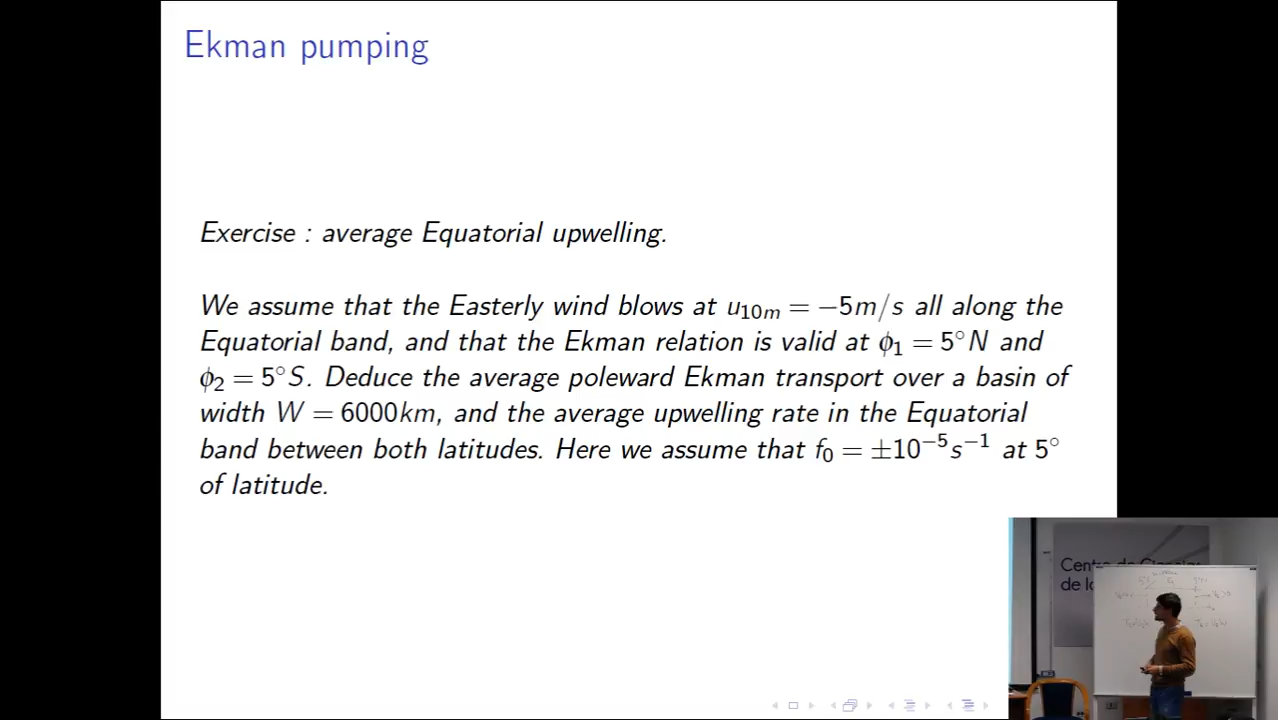 Ekman pumping
Exercise : average Equatorial upwelling.
We assume that the Easterly wind blows at u₁₀ₘ = −5m/s all along the
Equatorial band, and that the Ekman relation is valid at ϕ₁ = 5°N and
ϕ₂ = 5°S. Deduce the average poleward Ekman transport over a basin of
width W = 6000km, and the average upwelling rate in the Equatorial
band between both latitudes. Here we assume that f₀ = ±10⁻⁵s⁻¹ at 5°
of latitude.